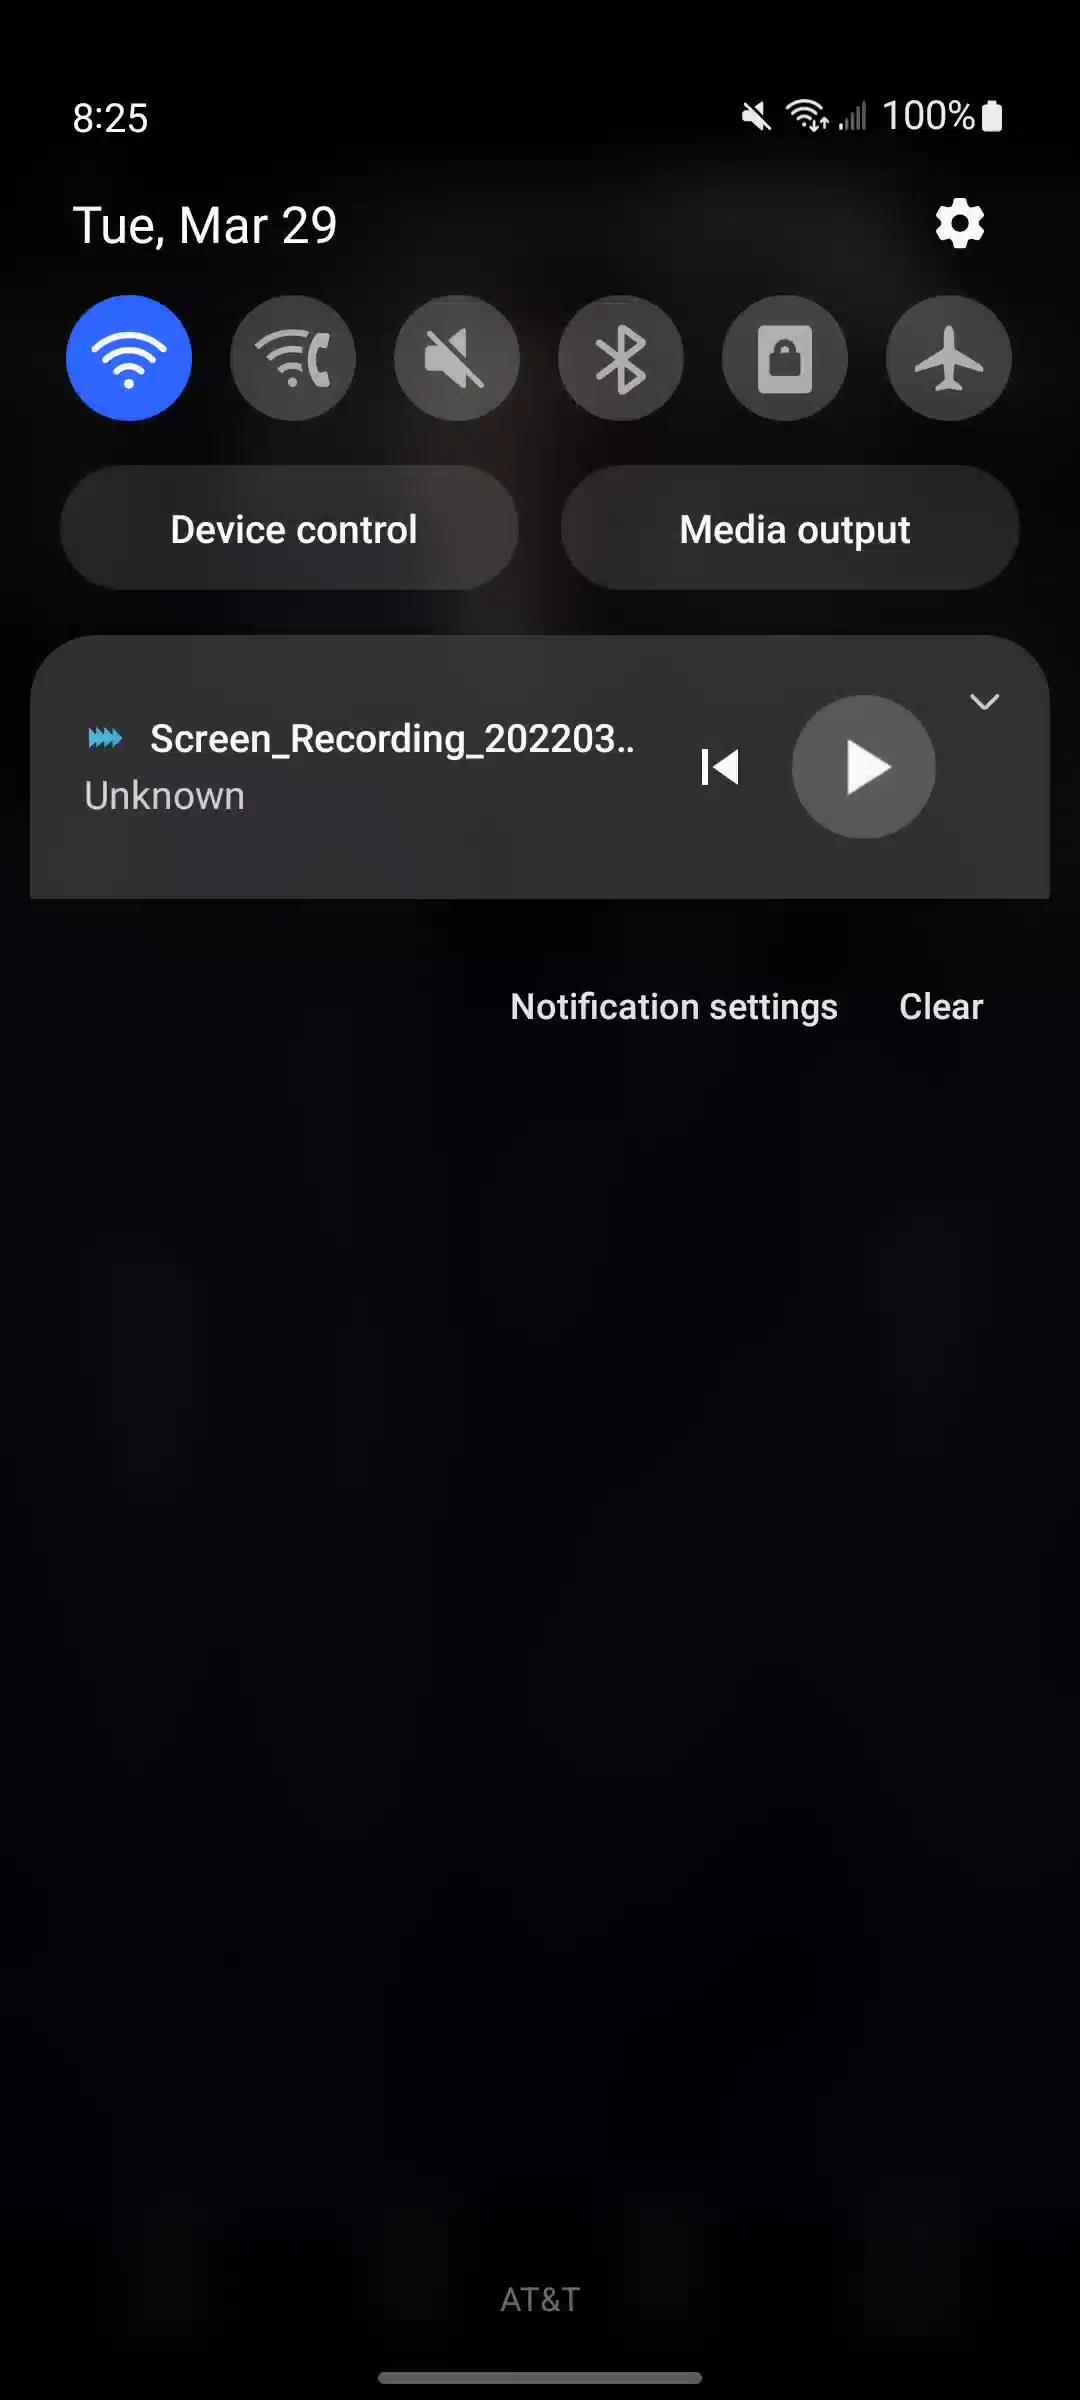 8:25 100%
Tue, Mar 29
Device control Media output
Screen_Recording_202203..
Unknown
Notification settings Clear
AT&T